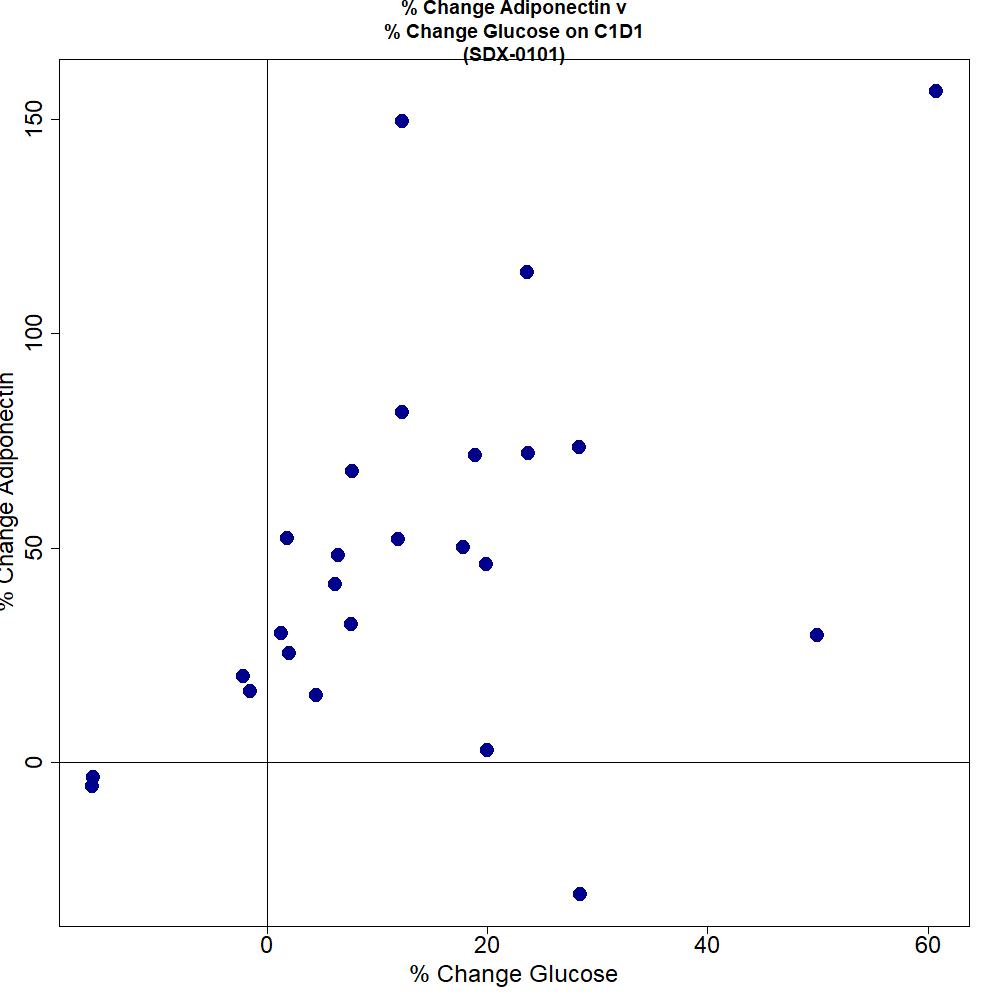 % Change Adiponectin v
% Change Glucose on C1D1
(SDX-0101)
150
100
50
0
% Change Adiponectin
0 20 40 60
% Change Glucose